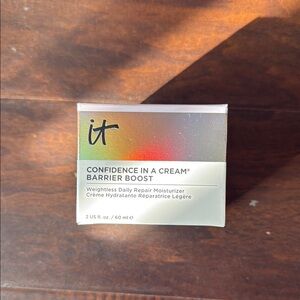 it
CONFIDENCE IN A CREAM®
BARRIER BOOST
Weightless Daily Repair Moisturizer
Crème Hydratante Réparatrice Légère
2 US fl. oz. / 60 ml ℮